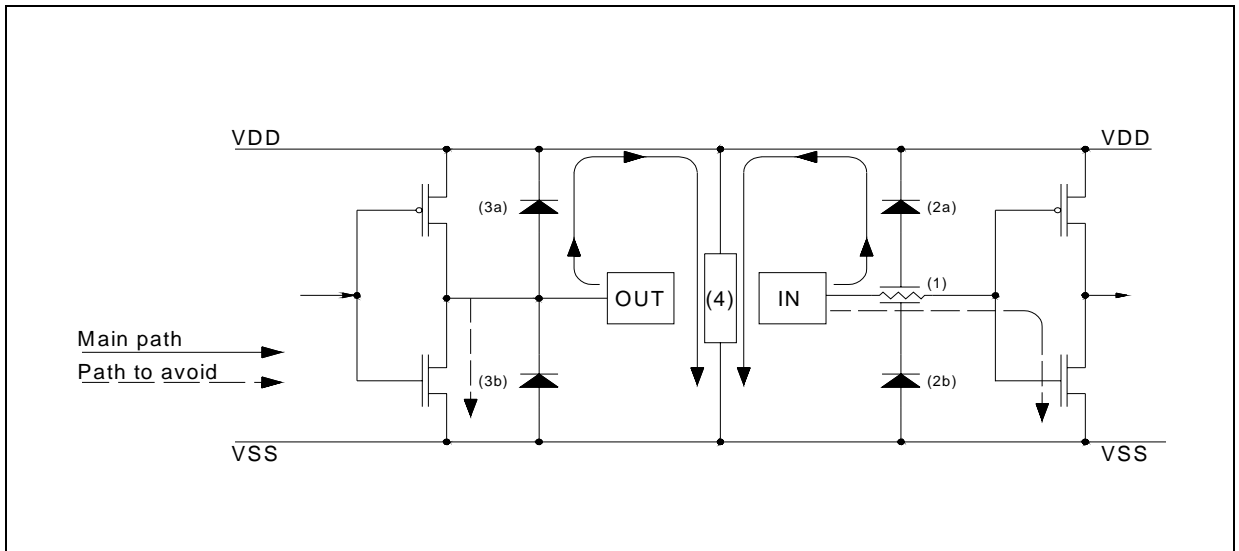 VDD VDD
(3a) (2a)
(1)
OUT (4) IN
Main path
Path to avoid
(3b) (2b)
VSS VSS